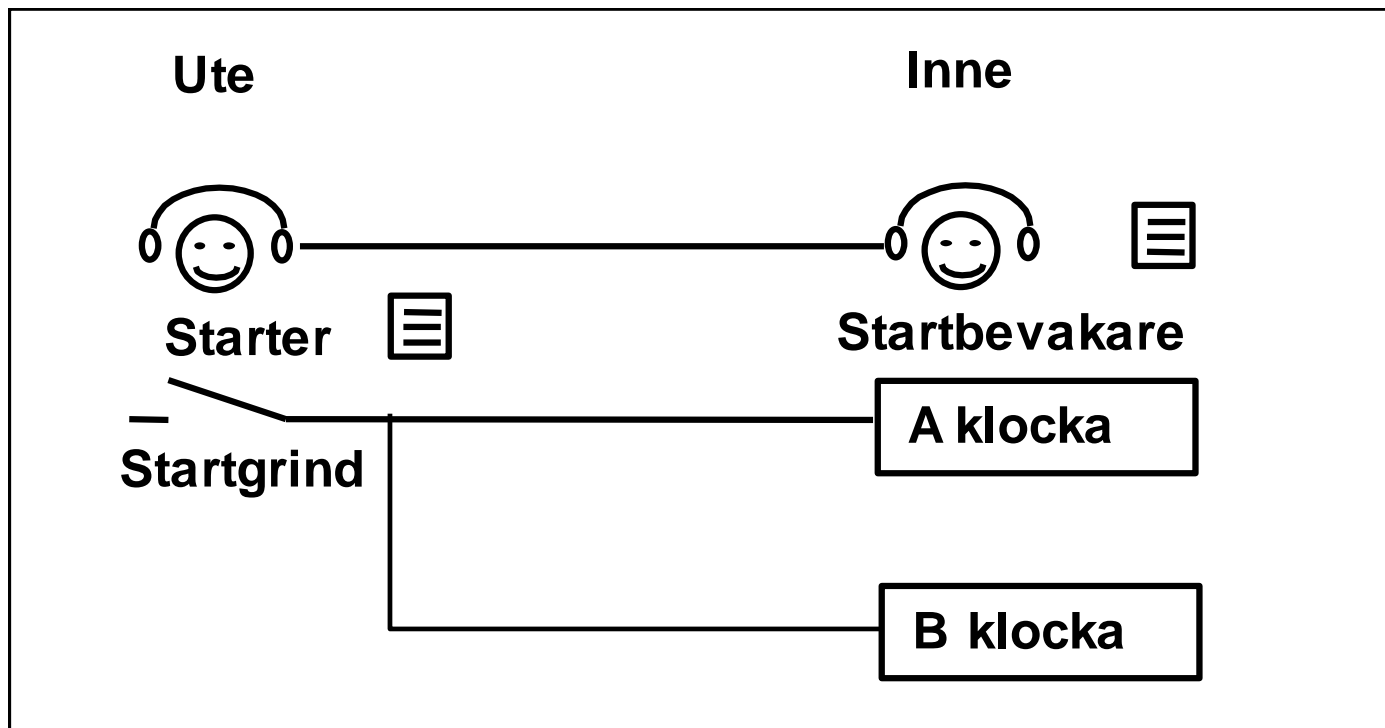 Ute
Inne
Starter
Startbevakare
Startgrind
A klocka
B klocka